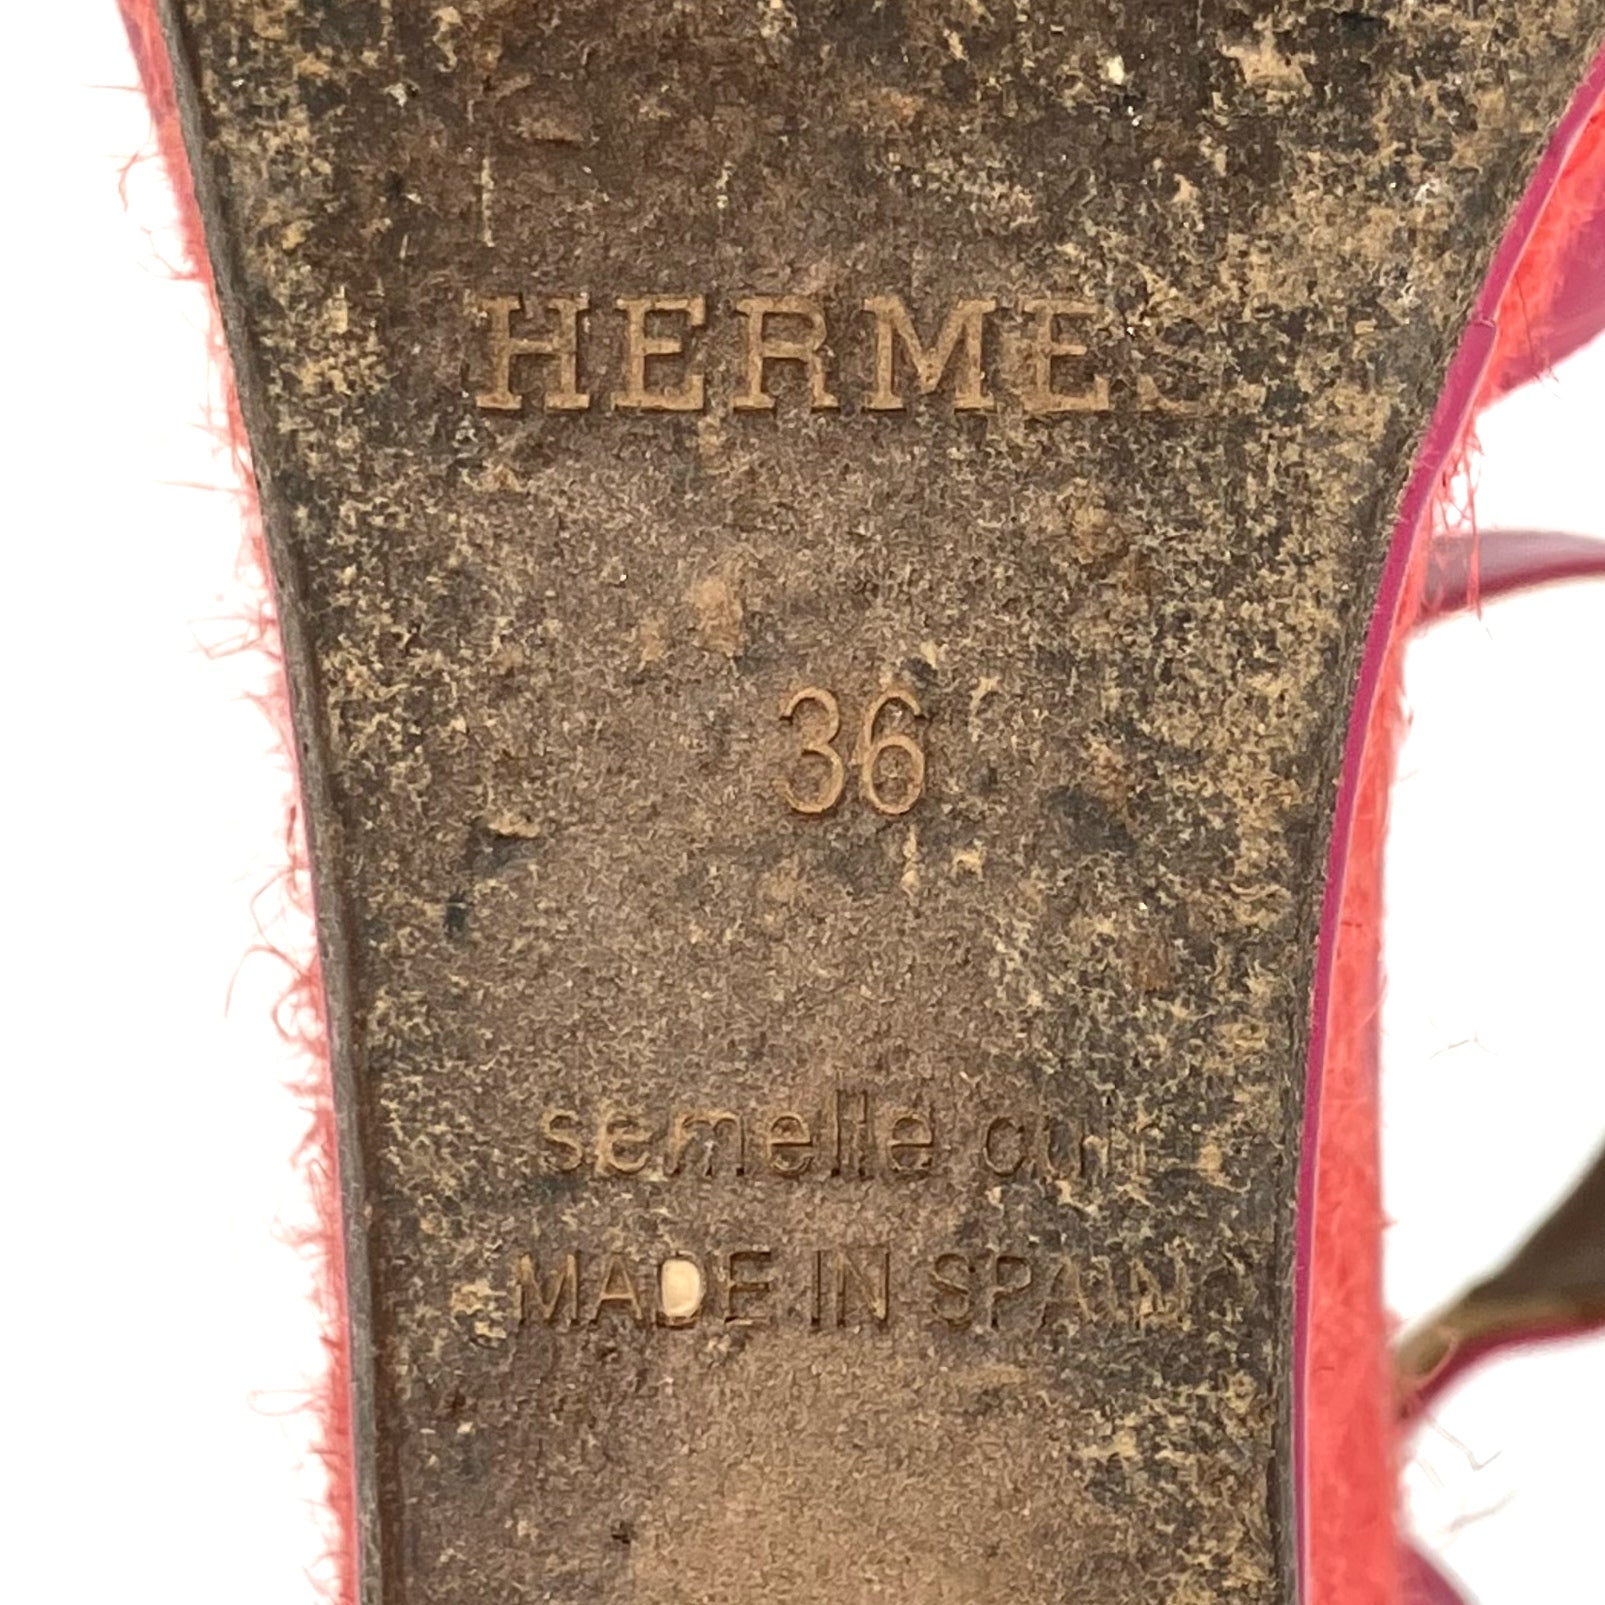 HERMES
36
semelle cuir
MADE IN SPAIN